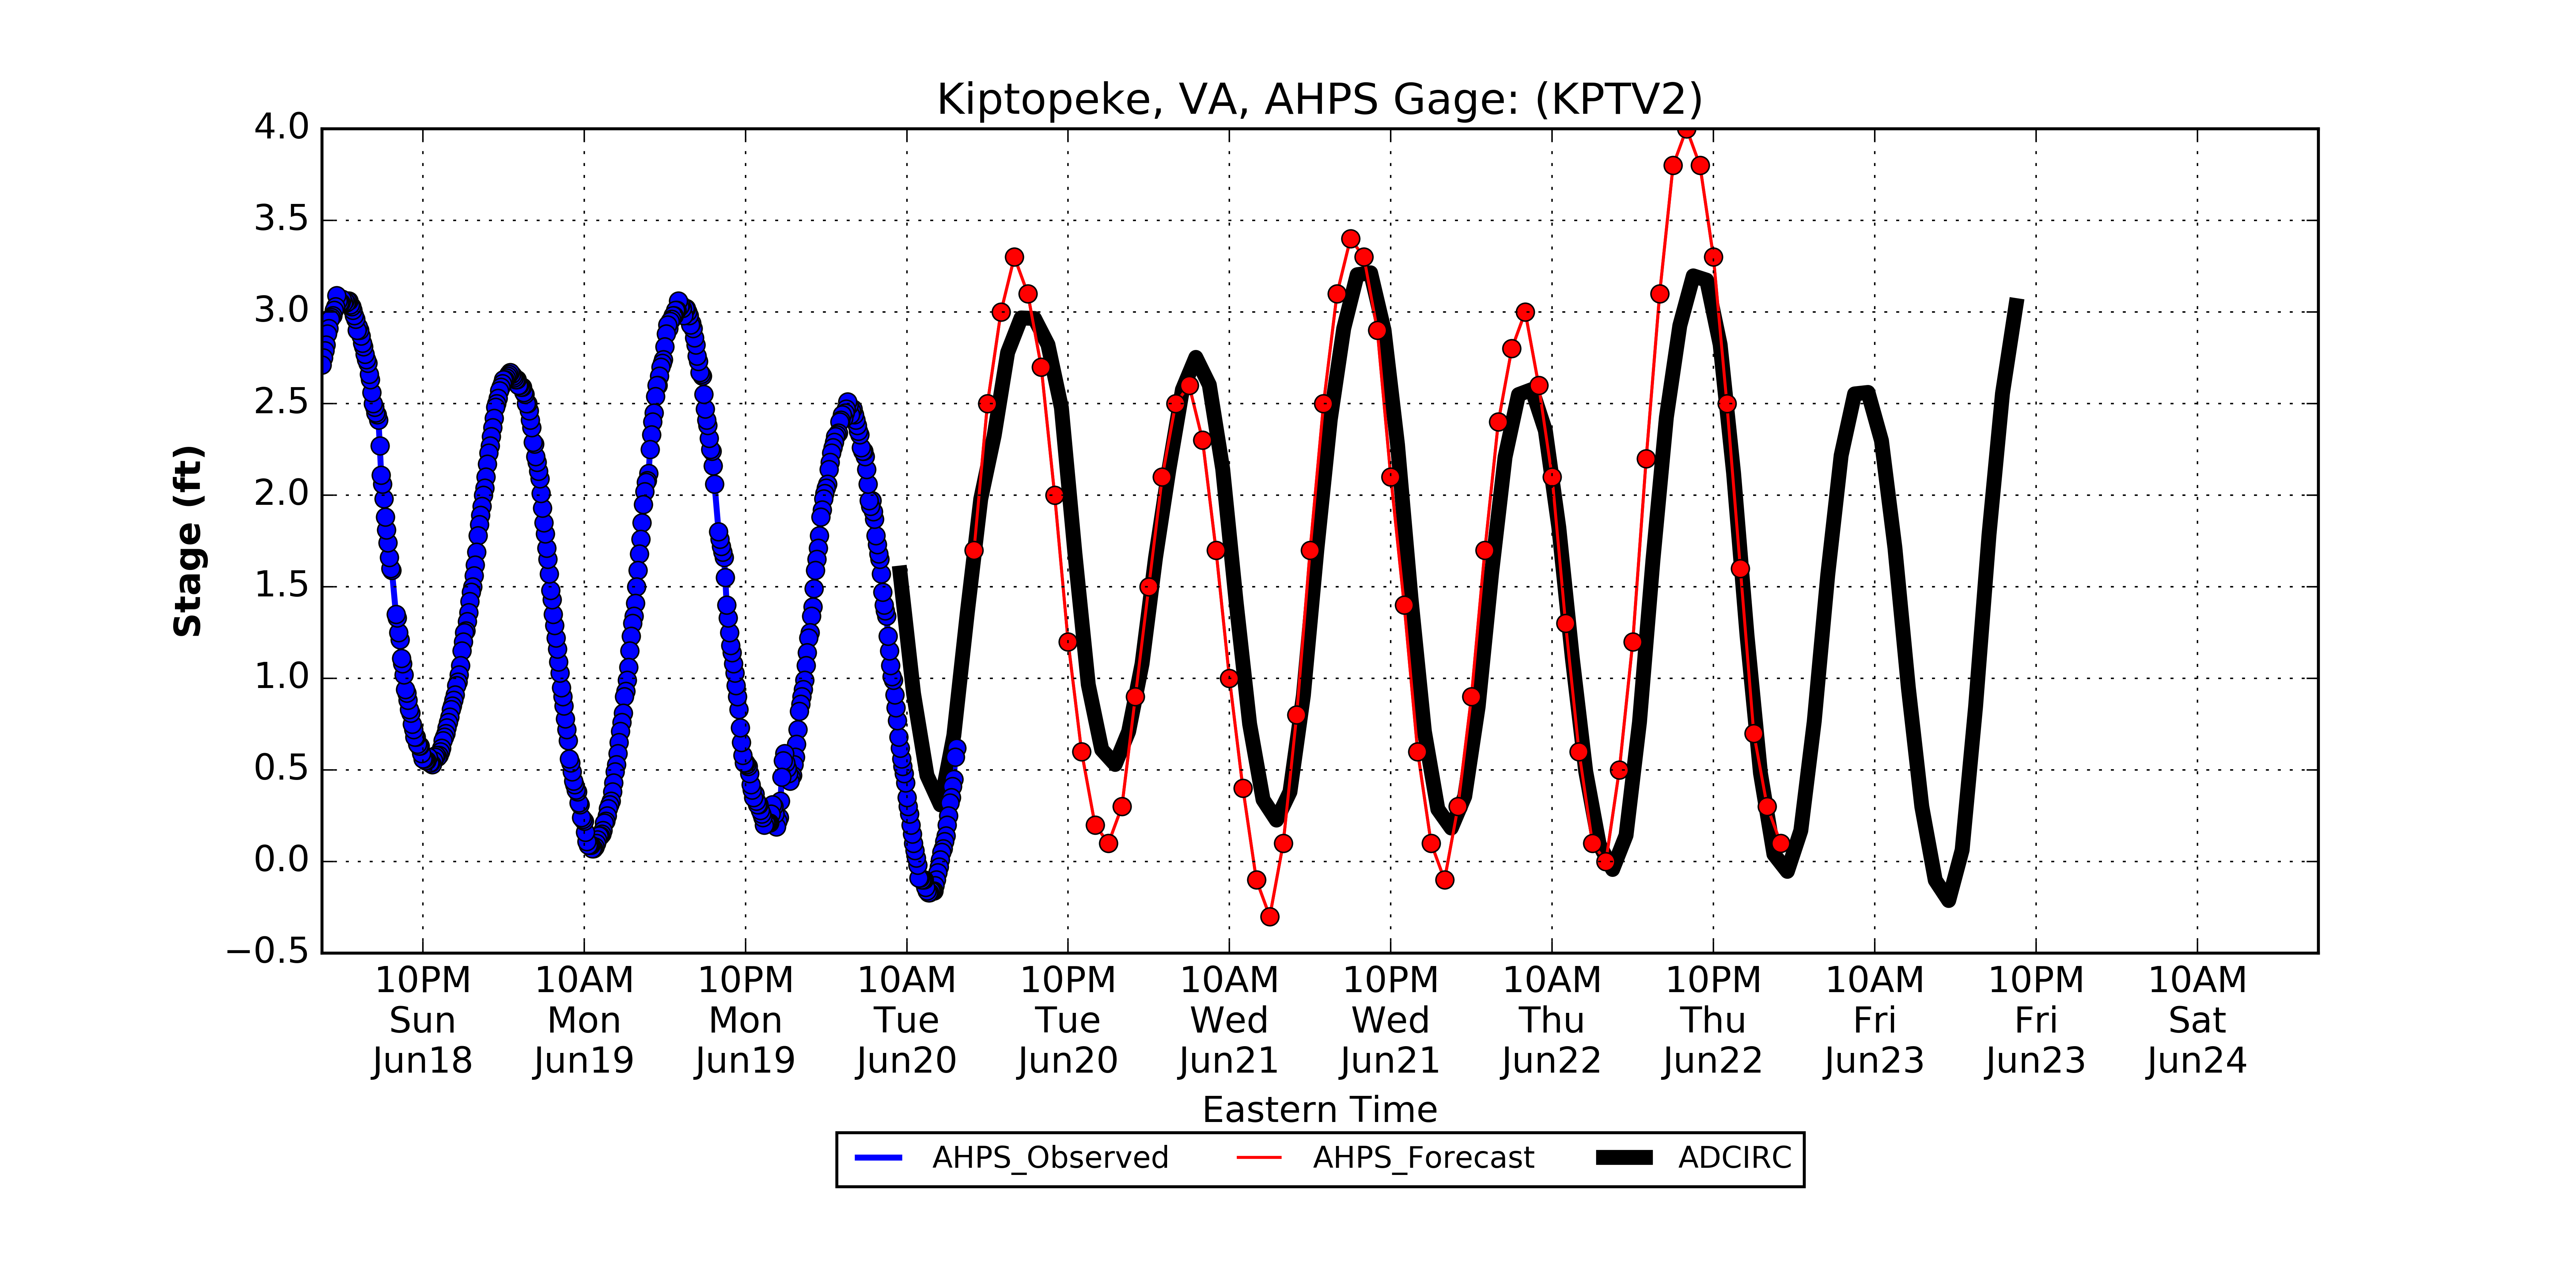 Kiptopeke, VA, AHPS Gage: (KPTV2)
4.0
3.5
3.0
2.5
2.0
1.5
1.0
0.5
0.0
−0.5
Stage (ft)
10PM 10AM 10PM 10AM 10PM 10AM 10PM 10AM 10PM 10AM 10PM 10AM
Sun Mon Mon Tue Tue Wed Wed Thu Thu Fri Fri Sat
Jun18 Jun19 Jun19 Jun20 Jun20 Jun21 Jun21 Jun22 Jun22 Jun23 Jun23 Jun24
Eastern Time
AHPS_Observed AHPS_Forecast ADCIRC